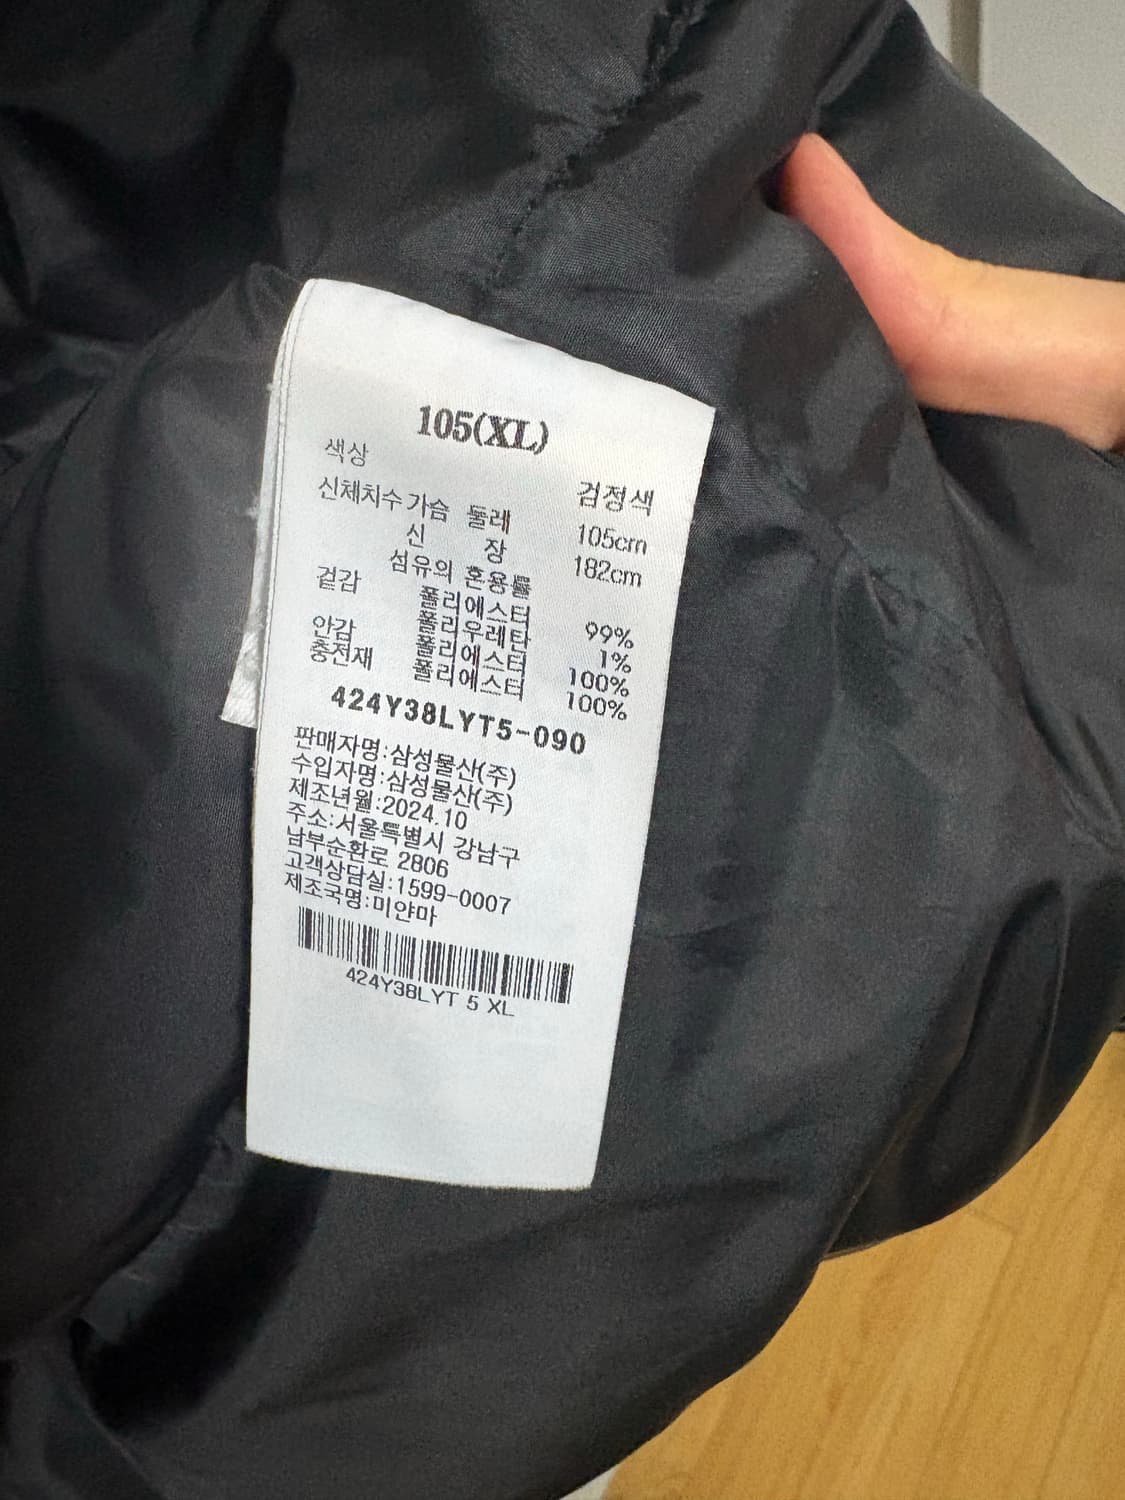 105(XL)
색상 검정색
신체치수 가슴 둘레 105cm
신 장 182cm
섬유의 혼용률
겉감 폴리에스터 99%
폴리우레탄 1%
안감 폴리에스터 100%
충전재 폴리에스터 100%
424Y38LYT5-090
판매자명:삼성물산(주)
수입자명:삼성물산(주)
제조년월:2024.10
주소:서울특별시 강남구
남부순환로 2806
고객상담실:1599-0007
제조국명:미얀마
424Y38LYT 5 XL